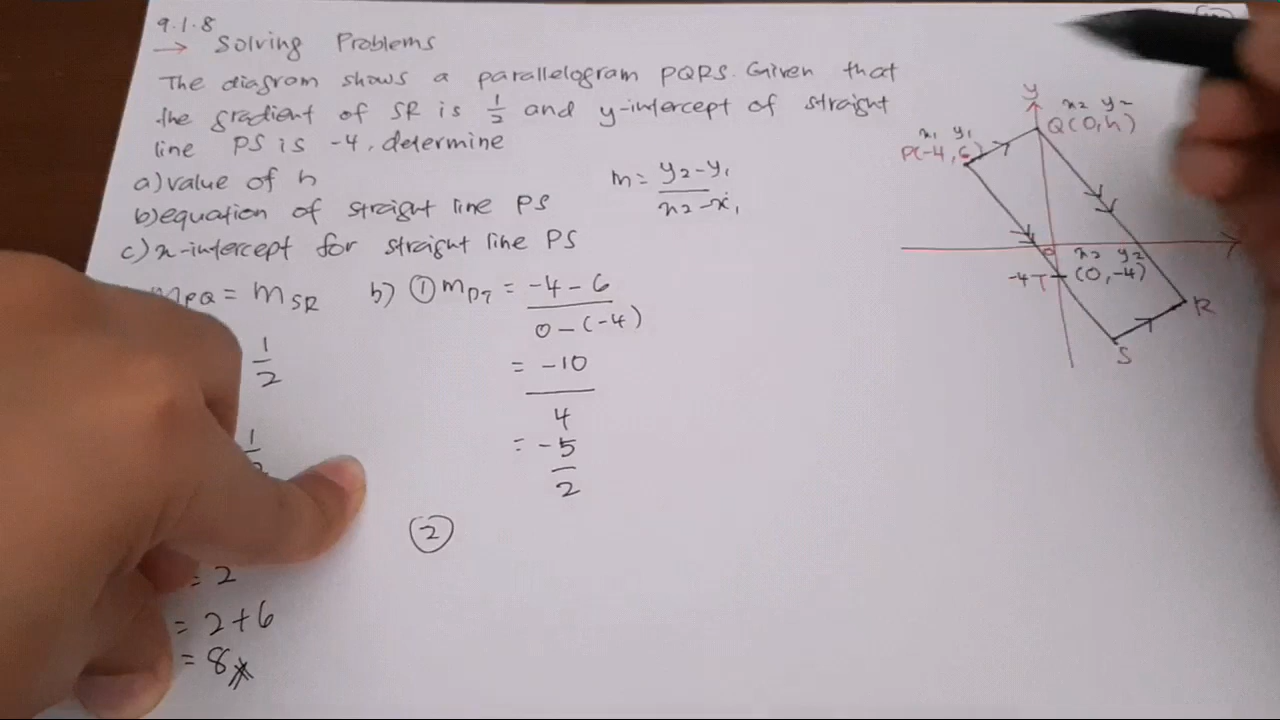 9.1.8
→ Solving Problems
The diagram shows a parallelogram PQRS. Given that
the gradient of SR is 1/2 and y-intercept of straight
line PS is -4, determine
a) value of h
b) equation of straight line PS
c) x-intercept for straight line PS
m = y2 - y1 / x2 - x1
mPQ = mSR
1/2
1
= 2
= 2+6
= 8
b) ① mPT = -4 - 6 / 0 - (-4)
= -10 / 4
= -5 / 2
②
y
x2 y2
Q(0,h)
x1 y1
P(-4,6)
x2 y2
-4 T (0,-4)
R
S